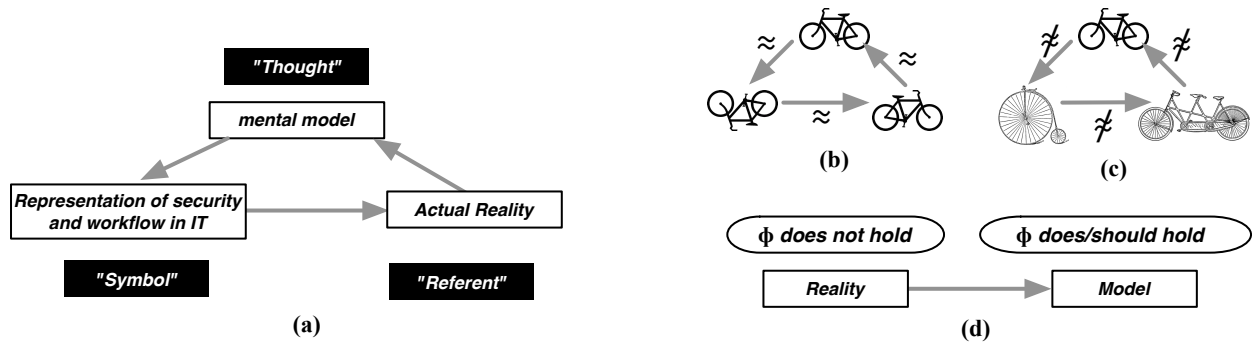 "Thought"
mental model
Representation of security
and workflow in IT
Actual Reality
"Symbol"
"Referent"
(a)
≈
≈
≈
(b)
≉
≉
≉
(c)
ϕ does not hold
ϕ does/should hold
Reality
Model
(d)